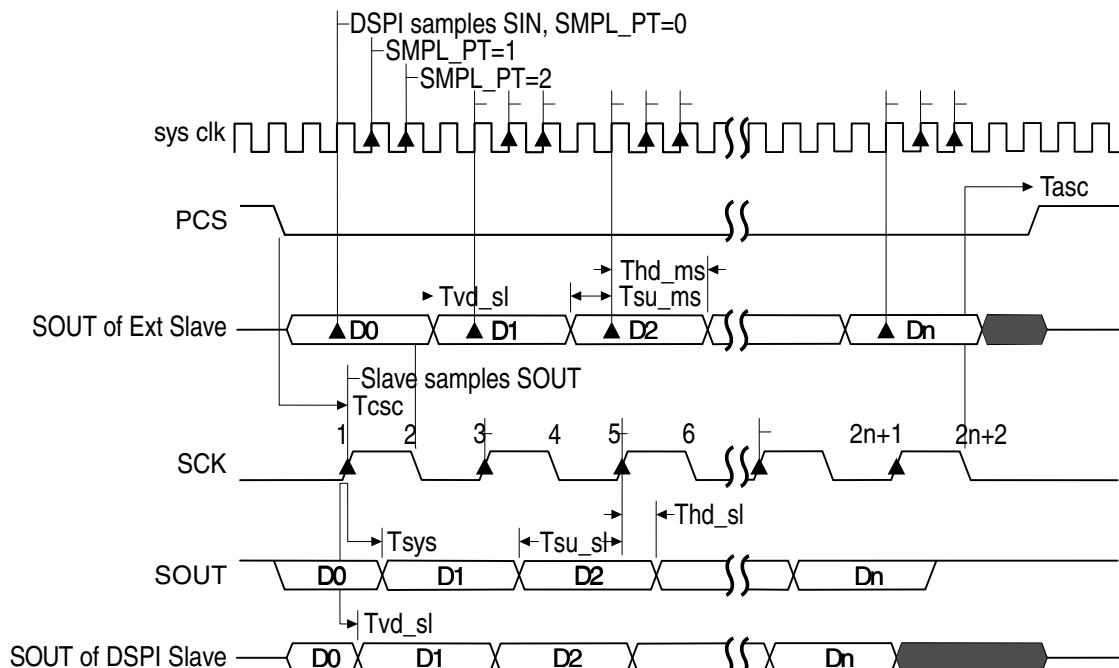 DSPI samples SIN, SMPL_PT=0
SMPL_PT=1
SMPL_PT=2
sys clk
Tasc
PCS
Thd_ms
Tvd_sl
Tsu_ms
SOUT of Ext Slave
D0
D1
D2
Dn
Slave samples SOUT
Tcsc
1
2
3
4
5
6
2n+1
2n+2
SCK
Thd_sl
Tsys
Tsu_sl
SOUT
D0
D1
D2
Dn
Tvd_sl
SOUT of DSPI Slave
D0
D1
D2
Dn